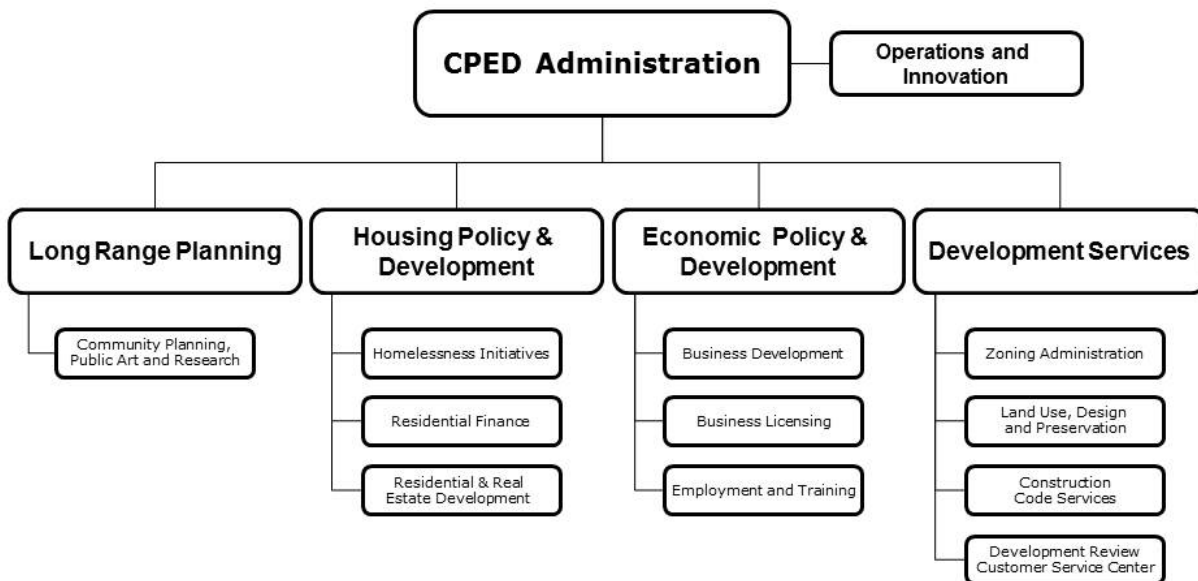 CPED Administration
Operations and
Innovation
Long Range Planning
Housing Policy &
Development
Economic Policy &
Development
Development Services
Community Planning,
Public Art and Research
Homelessness Initiatives
Residential Finance
Residential & Real
Estate Development
Business Development
Business Licensing
Employment and Training
Zoning Administration
Land Use, Design
and Preservation
Construction
Code Services
Development Review
Customer Service Center